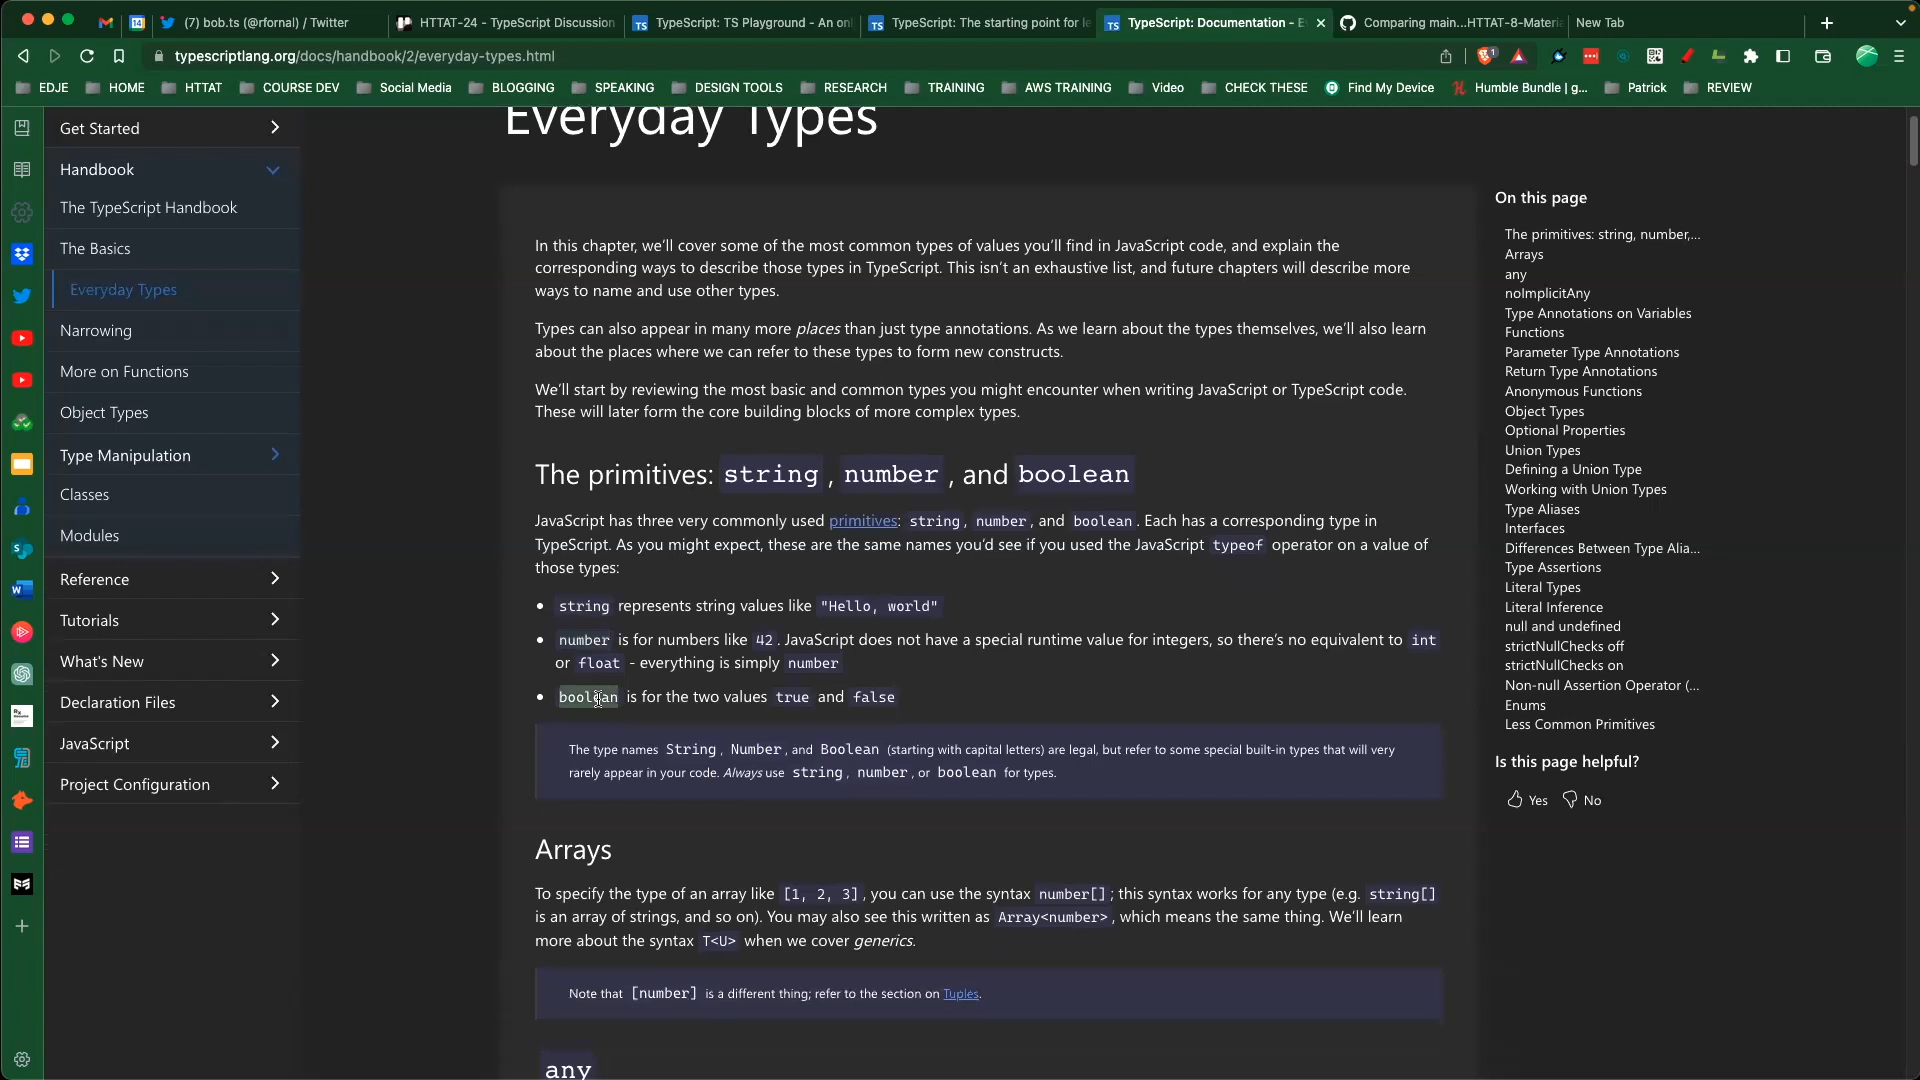 (7) bob.ts (@rfornal) / Twitter
HTTAT-24 - TypeScript Discussion
TypeScript: TS Playground - An onl
TypeScript: The starting point for le
TypeScript: Documentation - E
Comparing main...HTTAT-8-Materia
New Tab
typescriptlang.org/docs/handbook/2/everyday-types.html
EDJE
HOME
HTTAT
COURSE DEV
Social Media
BLOGGING
SPEAKING
DESIGN TOOLS
RESEARCH
TRAINING
AWS TRAINING
Video
CHECK THESE
Find My Device
Humble Bundle | g...
Patrick
REVIEW
Get Started
Handbook
The TypeScript Handbook
The Basics
Everyday Types
Narrowing
More on Functions
Object Types
Type Manipulation
Classes
Modules
Reference
Tutorials
What's New
Declaration Files
JavaScript
Project Configuration
Everyday Types
In this chapter, we’ll cover some of the most common types of values you’ll find in JavaScript code, and explain the
corresponding ways to describe those types in TypeScript. This isn’t an exhaustive list, and future chapters will describe more
ways to name and use other types.
Types can also appear in many more places than just type annotations. As we learn about the types themselves, we’ll also learn
about the places where we can refer to these types to form new constructs.
We’ll start by reviewing the most basic and common types you might encounter when writing JavaScript or TypeScript code.
These will later form the core building blocks of more complex types.
The primitives: string , number , and boolean
JavaScript has three very commonly used primitives: string, number, and boolean. Each has a corresponding type in
TypeScript. As you might expect, these are the same names you’d see if you used the JavaScript typeof operator on a value of
those types:
string represents string values like "Hello, world"
number is for numbers like 42. JavaScript does not have a special runtime value for integers, so there’s no equivalent to int
or float - everything is simply number
boolean is for the two values true and false
The type names String, Number, and Boolean (starting with capital letters) are legal, but refer to some special built-in types that will very
rarely appear in your code. Always use string, number, or boolean for types.
Arrays
To specify the type of an array like [1, 2, 3], you can use the syntax number[]; this syntax works for any type (e.g. string[]
is an array of strings, and so on). You may also see this written as Array<number>, which means the same thing. We’ll learn
more about the syntax T<U> when we cover generics.
Note that [number] is a different thing; refer to the section on Tuples.
any
On this page
The primitives: string, number,...
Arrays
any
noImplicitAny
Type Annotations on Variables
Functions
Parameter Type Annotations
Return Type Annotations
Anonymous Functions
Object Types
Optional Properties
Union Types
Defining a Union Type
Working with Union Types
Type Aliases
Interfaces
Differences Between Type Alia...
Type Assertions
Literal Types
Literal Inference
null and undefined
strictNullChecks off
strictNullChecks on
Non-null Assertion Operator (...
Enums
Less Common Primitives
Is this page helpful?
Yes
No